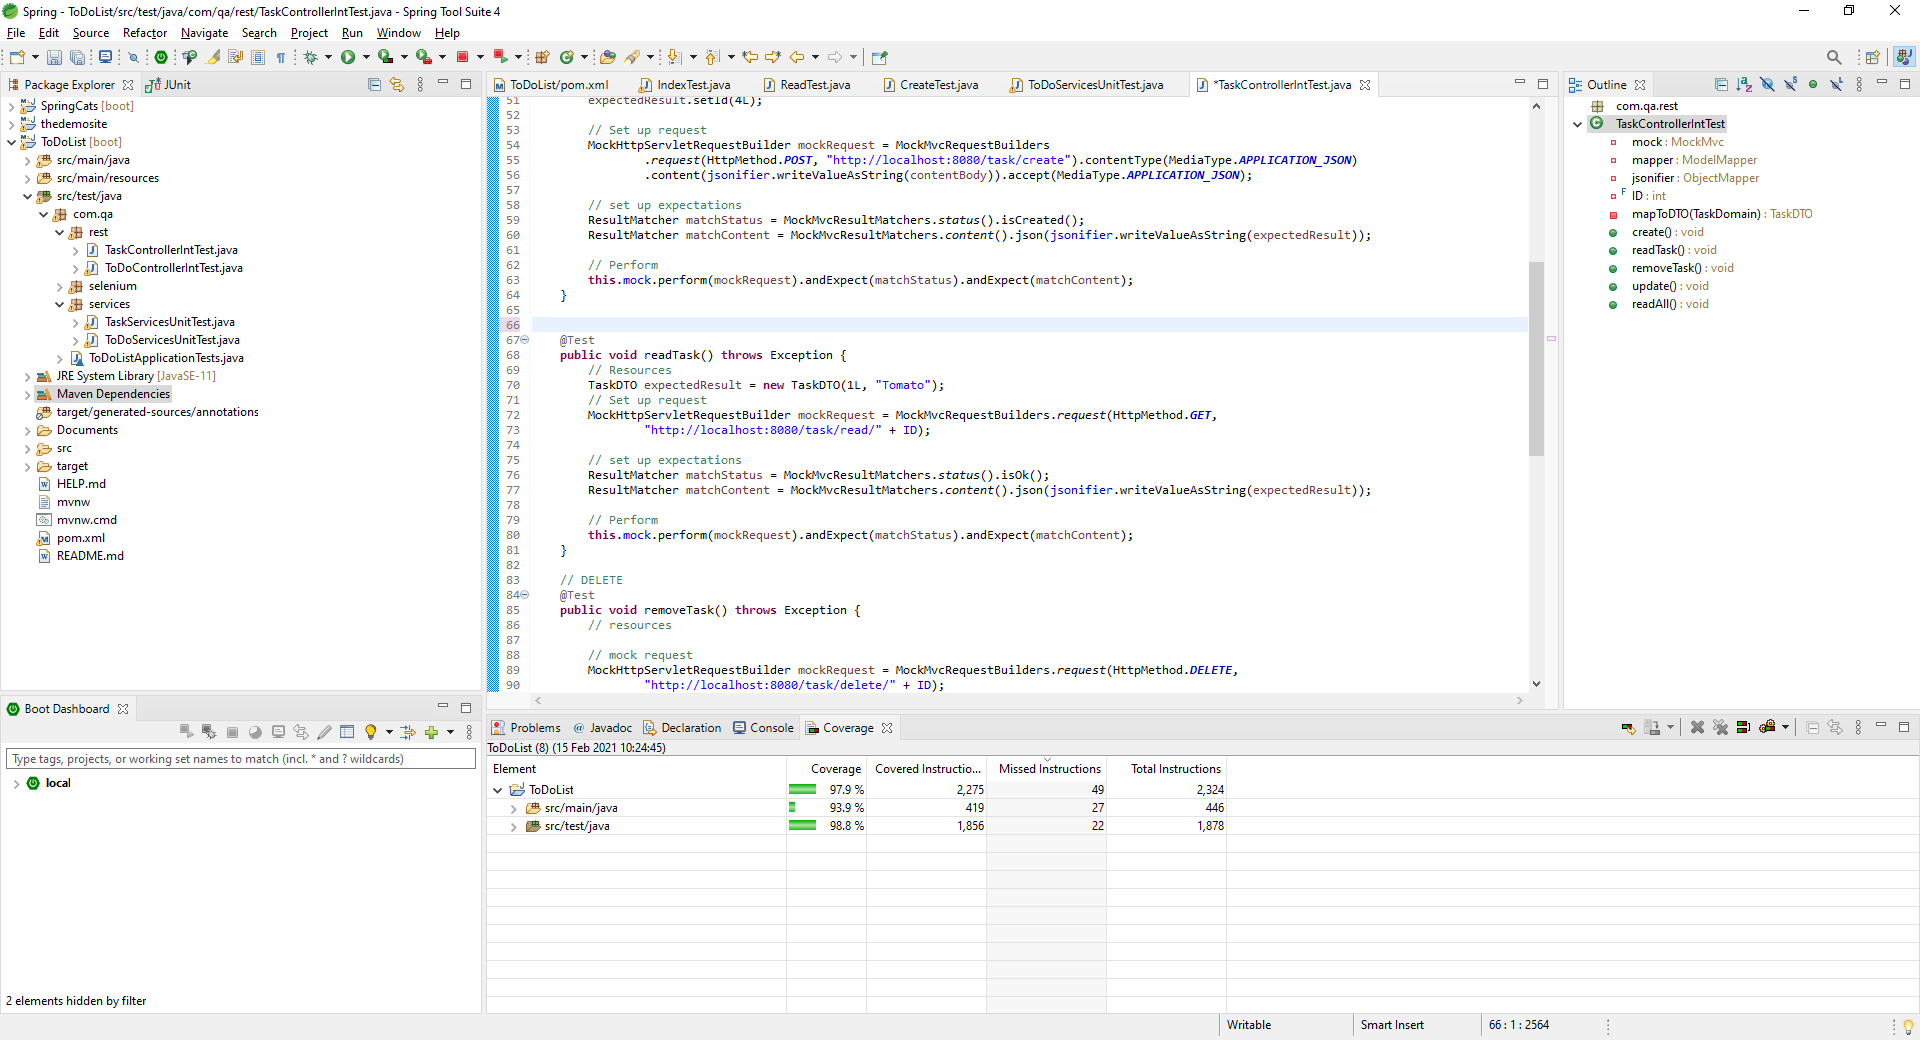 Spring - ToDoList/src/test/java/com/qa/rest/TaskControllerIntTest.java - Spring Tool Suite 4
File Edit Source Refactor Navigate Search Project Run Window Help
Package Explorer JUnit
SpringCats [boot]
thedemosite
ToDoList [boot]
src/main/java
src/main/resources
src/test/java
com.qa
rest
TaskControllerIntTest.java
ToDoControllerIntTest.java
selenium
services
TaskServicesUnitTest.java
ToDoServicesUnitTest.java
ToDoListApplicationTests.java
JRE System Library [JavaSE-11]
Maven Dependencies
target/generated-sources/annotations
Documents
src
target
HELP.md
mvnw
mvnw.cmd
pom.xml
README.md
ToDoList/pom.xml IndexTest.java ReadTest.java CreateTest.java ToDoServicesUnitTest.java *TaskControllerIntTest.java
51 expectedResult.setId(4L);
52
53 // Set up request
54 MockHttpServletRequestBuilder mockRequest = MockMvcRequestBuilders
55 .request(HttpMethod.POST, "http://localhost:8080/task/create").contentType(MediaType.APPLICATION_JSON)
56 .content(jsonifier.writeValueAsString(contentBody)).accept(MediaType.APPLICATION_JSON);
57
58 // set up expectations
59 ResultMatcher matchStatus = MockMvcResultMatchers.status().isCreated();
60 ResultMatcher matchContent = MockMvcResultMatchers.content().json(jsonifier.writeValueAsString(expectedResult));
61
62 // Perform
63 this.mock.perform(mockRequest).andExpect(matchStatus).andExpect(matchContent);
64 }
65
66
67 @Test
68 public void readTask() throws Exception {
69 // Resources
70 TaskDTO expectedResult = new TaskDTO(1L, "Tomato");
71 // Set up request
72 MockHttpServletRequestBuilder mockRequest = MockMvcRequestBuilders.request(HttpMethod.GET,
73 "http://localhost:8080/task/read/" + ID);
74
75 // set up expectations
76 ResultMatcher matchStatus = MockMvcResultMatchers.status().isOk();
77 ResultMatcher matchContent = MockMvcResultMatchers.content().json(jsonifier.writeValueAsString(expectedResult));
78
79 // Perform
80 this.mock.perform(mockRequest).andExpect(matchStatus).andExpect(matchContent);
81 }
82
83 // DELETE
84 @Test
85 public void removeTask() throws Exception {
86 // resources
87
88 // mock request
89 MockHttpServletRequestBuilder mockRequest = MockMvcRequestBuilders.request(HttpMethod.DELETE,
90 "http://localhost:8080/task/delete/" + ID);
Outline
com.qa.rest
TaskControllerIntTest
mock : MockMvc
mapper : ModelMapper
jsonifier : ObjectMapper
F ID : int
mapToDTO(TaskDomain) : TaskDTO
create() : void
readTask() : void
removeTask() : void
update() : void
readAll() : void
Boot Dashboard
Type tags, projects, or working set names to match (incl. * and ? wildcards)
local
2 elements hidden by filter
Problems Javadoc Declaration Console Coverage
ToDoList (8) (15 Feb 2021 10:24:45)
Element Coverage Covered Instructio... Missed Instructions Total Instructions
ToDoList 97.9 % 2,275 49 2,324
src/main/java 93.9 % 419 27 446
src/test/java 98.8 % 1,856 22 1,878
Writable Smart Insert 66 : 1 : 2564